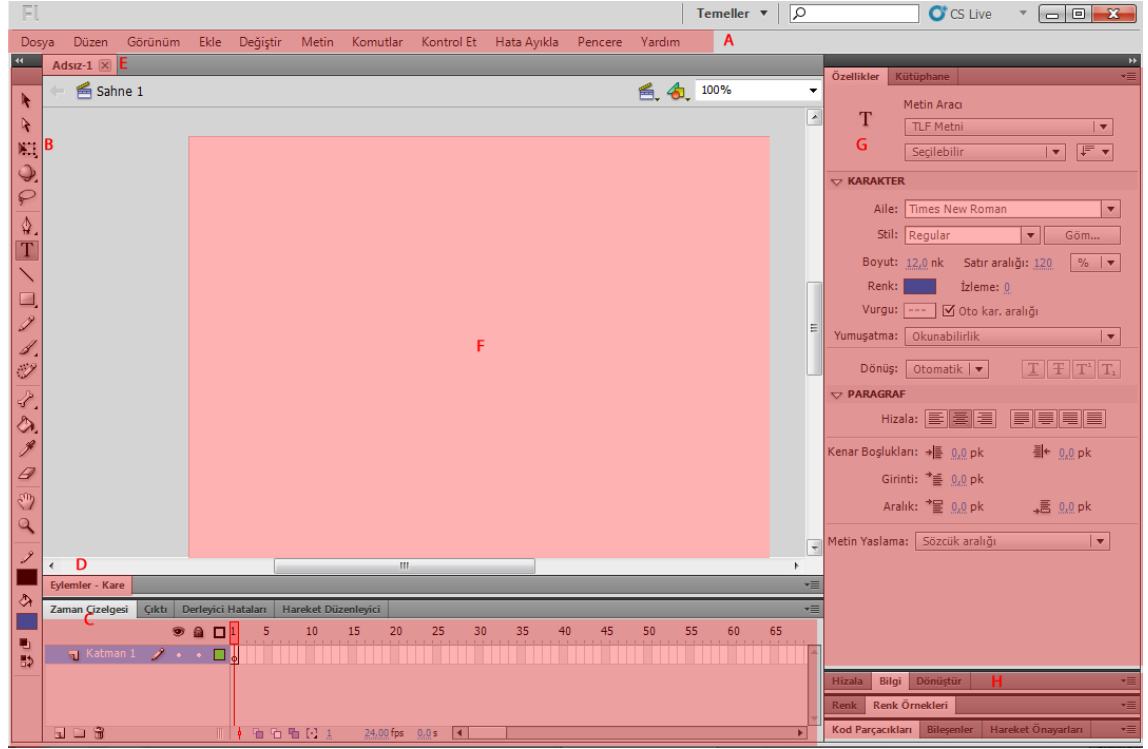 Fl Temeller CS Live
Dosya Düzen Görünüm Ekle Değiştir Metin Komutlar Kontrol Et Hata Ayıkla Pencere Yardım A
Adsız-1 E
Sahne 1 100%
B
F
D
Eylemler - Kare
Zaman Çizelgesi Çıktı Derleyici Hataları Hareket Düzenleyici
C
1 5 10 15 20 25 30 35 40 45 50 55 60 65
Katman 1
1 24,00 fps 0,0 s
Özellikler Kütüphane
Metin Aracı
T
TLF Metni
G
Seçilebilir
KARAKTER
Aile: Times New Roman
Stil: Regular Göm...
Boyut: 12,0 nk Satır aralığı: 120 %
Renk: İzleme: 0
Vurgu: --- Oto kar. aralığı
Yumuşatma: Okunabilirlik
Dönüş: Otomatik T T T¹ T₁
PARAGRAF
Hizala:
Kenar Boşlukları: 0,0 pk 0,0 pk
Girinti: 0,0 pk
Aralık: 0,0 pk 0,0 pk
Metin Yaslama: Sözcük aralığı
Hizala Bilgi Dönüştür H
Renk Renk Örnekleri
Kod Parçacıkları Bileşenler Hareket Önayarları